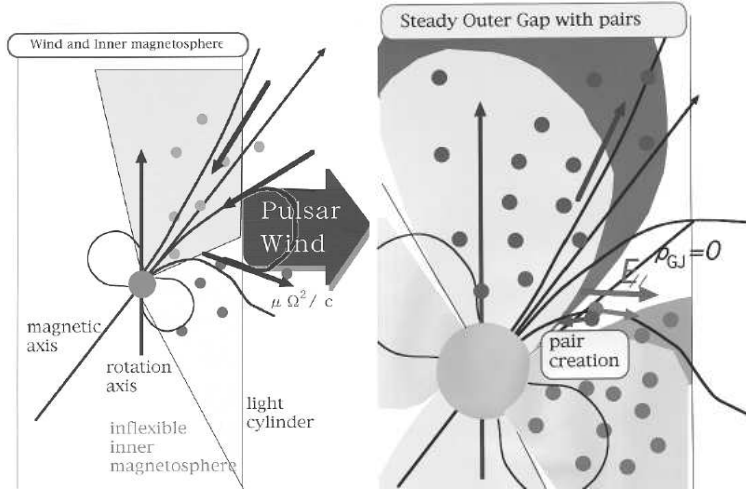 Wind and Inner magnetosphere
Pulsar
Wind
μ Ω²/ c
magnetic
axis
rotation
axis
light
cylinder
inflexible
inner
magnetosphere
Steady Outer Gap with pairs
ρGJ=0
E//
pair
creation